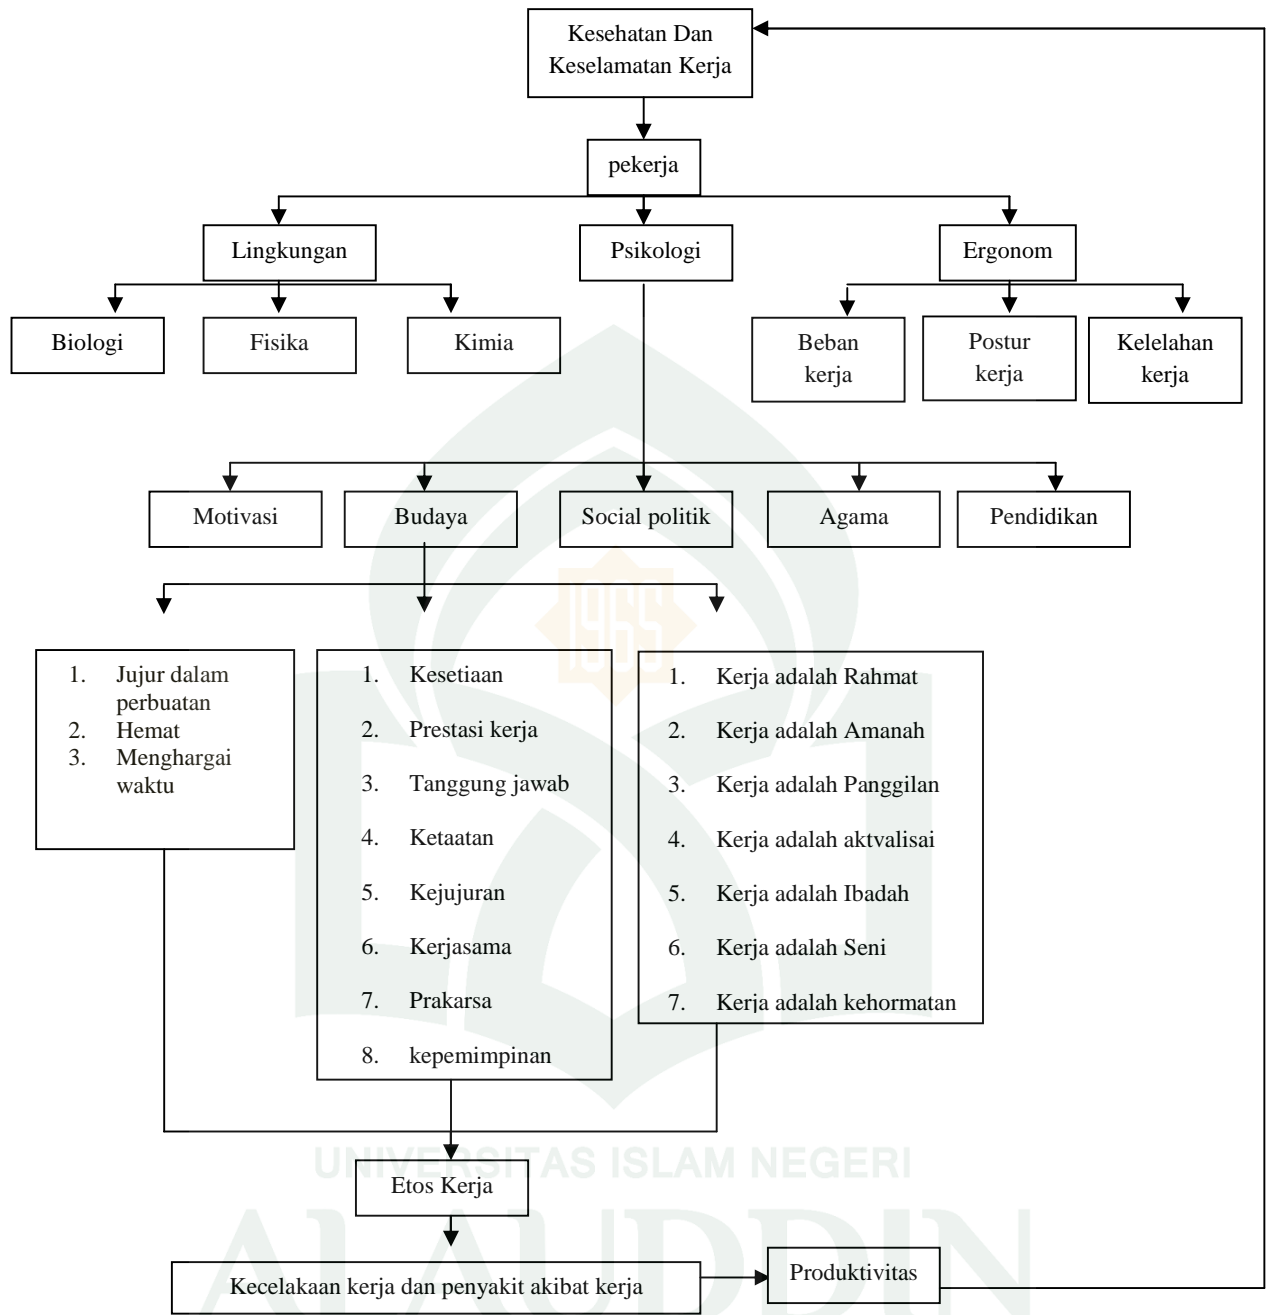 Kesehatan Dan
Keselamatan Kerja
pekerja
Lingkungan
Psikologi
Ergonom
Biologi
Fisika
Kimia
Beban
kerja
Postur
kerja
Kelelahan
kerja
Motivasi
Budaya
Social politik
Agama
Pendidikan
1965
1. Jujur dalam
perbuatan
2. Hemat
3. Menghargai
waktu
1. Kesetiaan
2. Prestasi kerja
3. Tanggung jawab
4. Ketaatan
5. Kejujuran
6. Kerjasama
7. Prakarsa
8. kepemimpinan
1. Kerja adalah Rahmat
2. Kerja adalah Amanah
3. Kerja adalah Panggilan
4. Kerja adalah aktvalisai
5. Kerja adalah Ibadah
6. Kerja adalah Seni
7. Kerja adalah kehormatan
UNIVERSITAS ISLAM NEGERI
Etos Kerja
ALAUDDIN
Kecelakaan kerja dan penyakit akibat kerja
Produktivitas